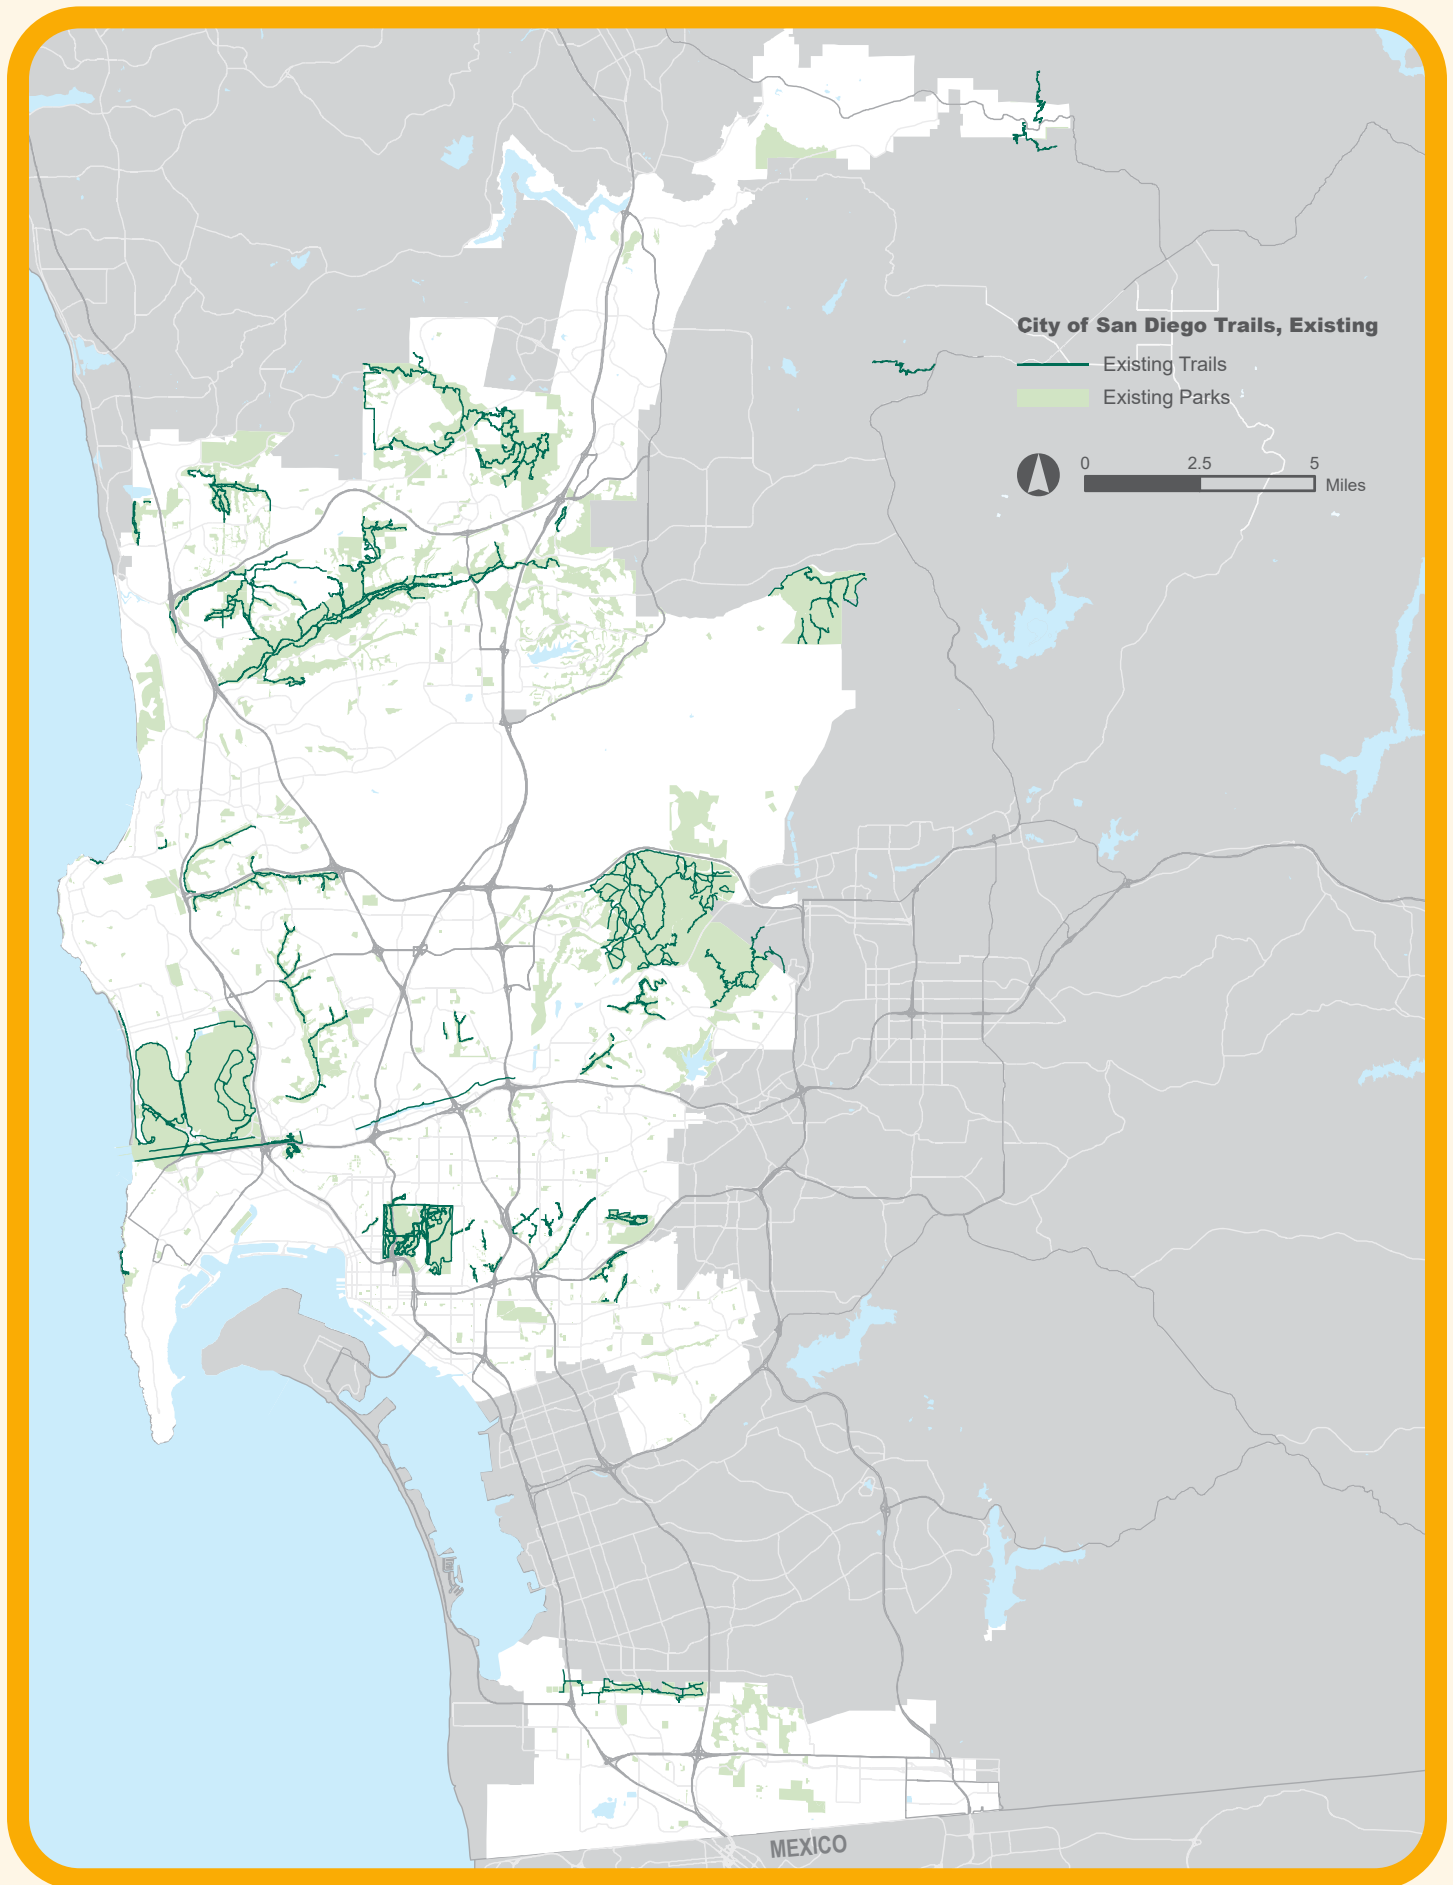 City of San Diego Trails, Existing
Existing Trails
Existing Parks
0 2.5 5
Miles
MEXICO